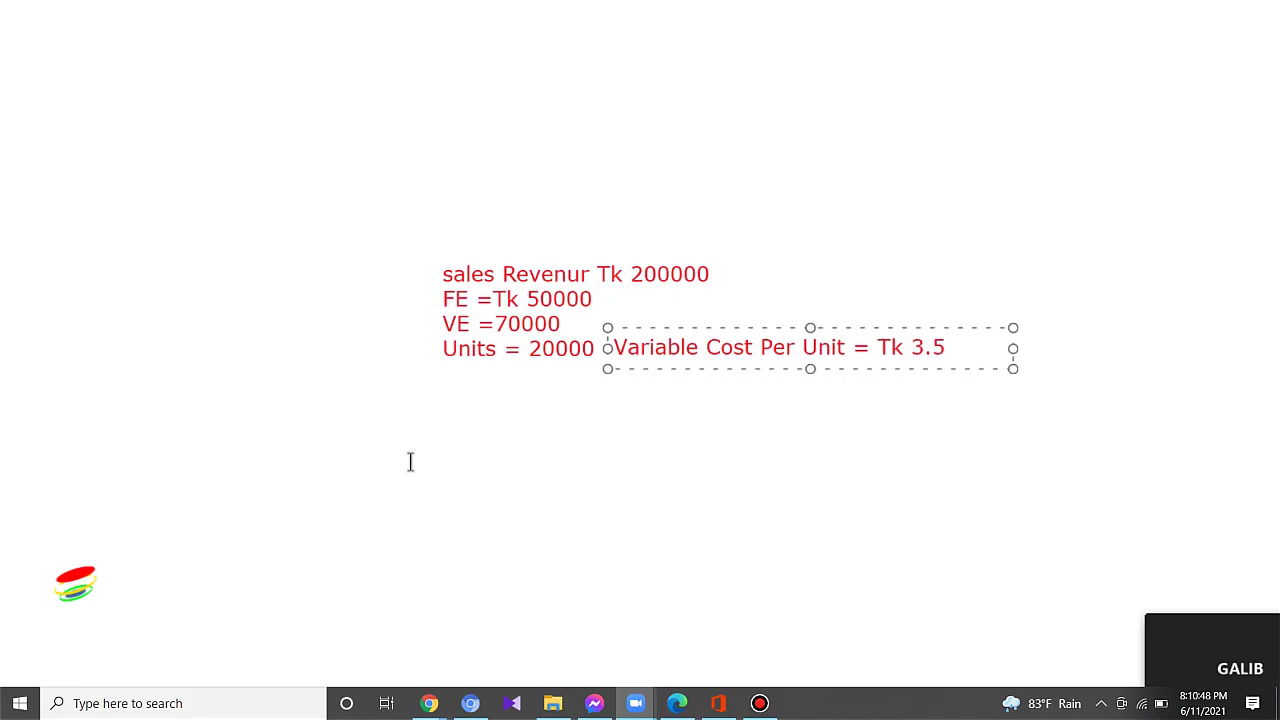 sales Revenur Tk 200000
FE =Tk 50000
VE =70000
Units = 20000 Variable Cost Per Unit = Tk 3.5
GALIB
Type here to search
83°F Rain
8:10:48 PM
6/11/2021